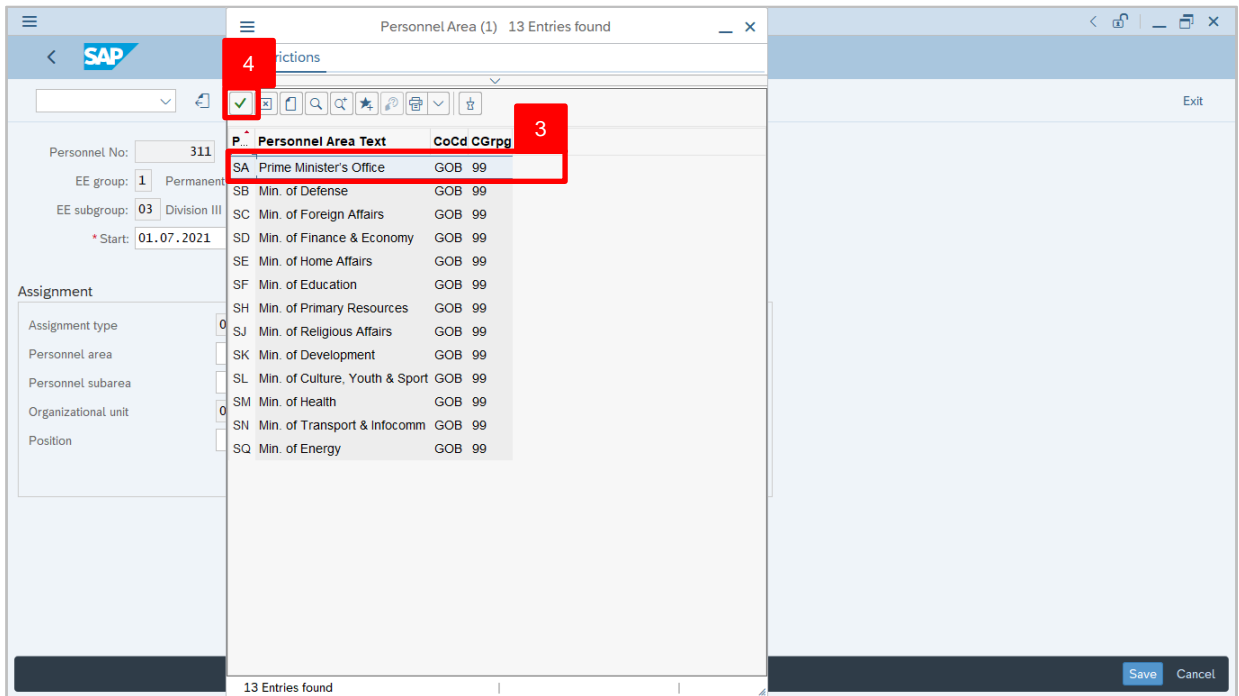 Personnel Area (1) 13 Entries found
SAP
4
rictions
Exit
3
P... Personnel Area Text CoCd CGrpg
Personnel No: 311
SA Prime Minister's Office GOB 99
EE group: 1 Permanent
SB Min. of Defense GOB 99
EE subgroup: 03 Division III
SC Min. of Foreign Affairs GOB 99
* Start: 01.07.2021
SD Min. of Finance & Economy GOB 99
SE Min. of Home Affairs GOB 99
SF Min. of Education GOB 99
Assignment
SH Min. of Primary Resources GOB 99
Assignment type 0
SJ Min. of Religious Affairs GOB 99
Personnel area
SK Min. of Development GOB 99
Personnel subarea
SL Min. of Culture, Youth & Sport GOB 99
SM Min. of Health GOB 99
Organizational unit 0
SN Min. of Transport & Infocomm GOB 99
Position
SQ Min. of Energy GOB 99
Save Cancel
13 Entries found